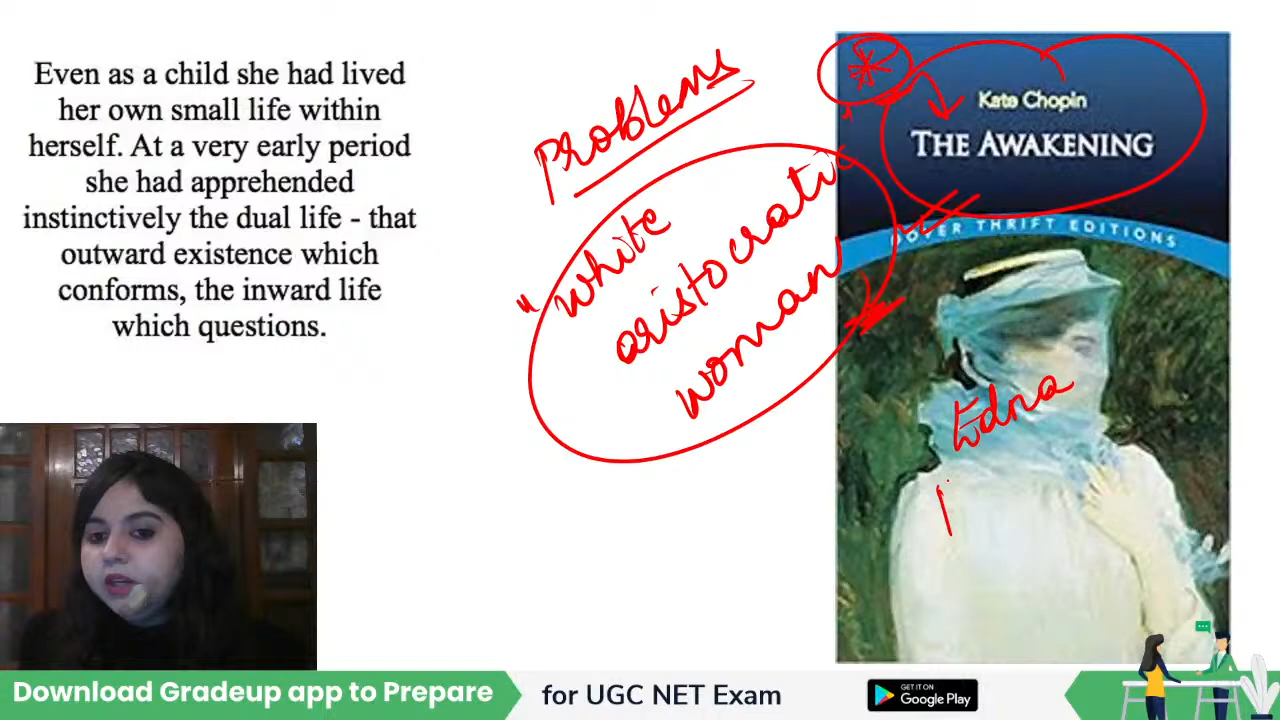 Even as a child she had lived
her own small life within
herself. At a very early period
she had apprehended
instinctively the dual life - that
outward existence which
conforms, the inward life
which questions.
Problems
"White
aristocratic
woman
Kate Chopin
THE AWAKENING
DOVER THRIFT EDITIONS
Edna
Download Gradeup app to Prepare
for UGC NET Exam
GET IT ON
Google Play